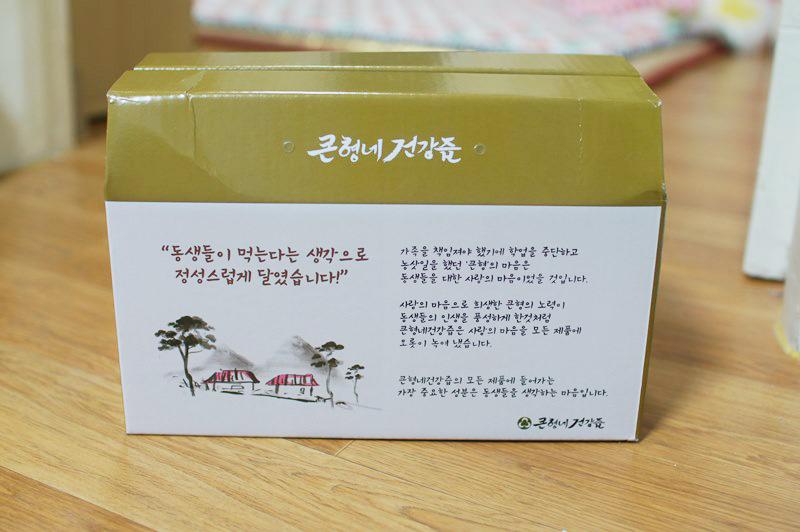 큰형네건강즙
“동생들이 먹는다는 생각으로
정성스럽게 달였습니다!”
가족을 책임져야 했기에 학업을 중단하고
농삿일을 했던 '큰형'의 마음은
동생들을 대한 사랑의 마음이었을 것입니다.
사랑의 마음으로 희생한 큰형의 노력이
동생들의 인생을 풍성하게 한것처럼
큰형네건강즙은 사랑의 마음을 모든 제품에
오롯이 녹여 냈습니다.
큰형네건강즙의 모든 제품에 들어가는
가장 중요한 성분은 동생들을 생각하는 마음입니다.
큰형네건강즙